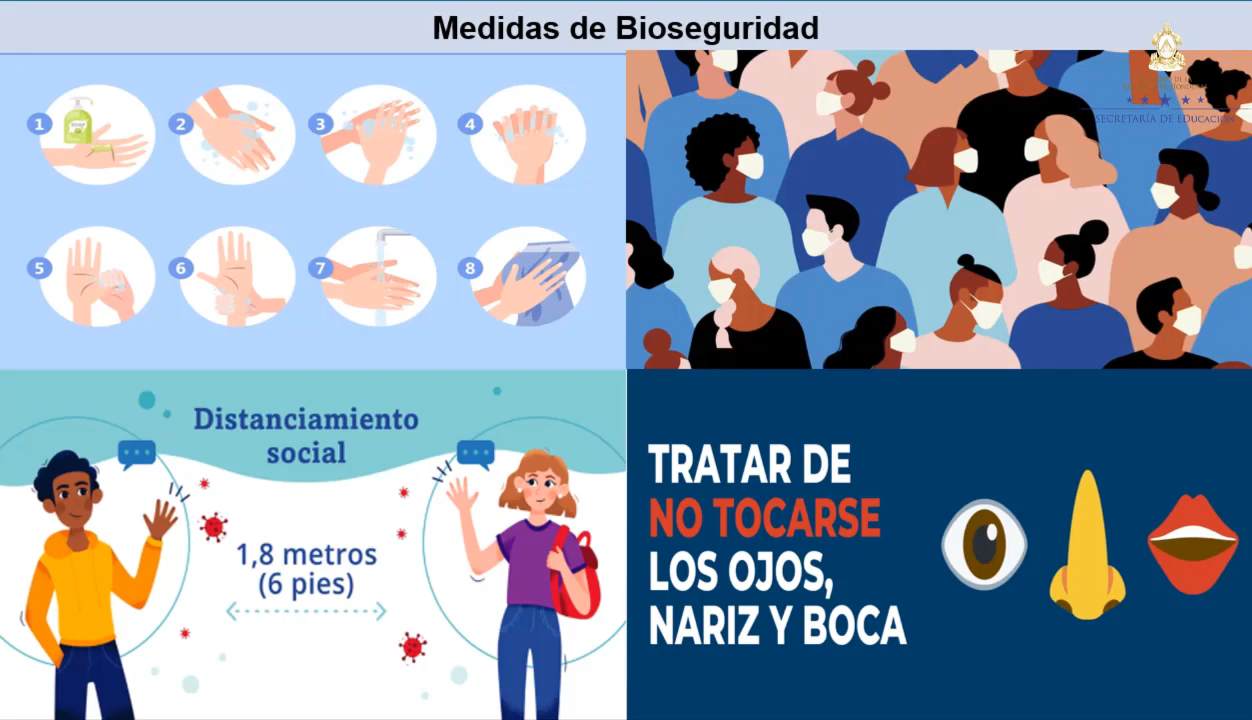 Medidas de Bioseguridad
1
2
3
4
5
6
7
8
SECRETARÍA DE EDUCACIÓN
Distanciamiento
social
1,8 metros
(6 pies)
TRATAR DE
NO TOCARSE
LOS OJOS,
NARIZ Y BOCA